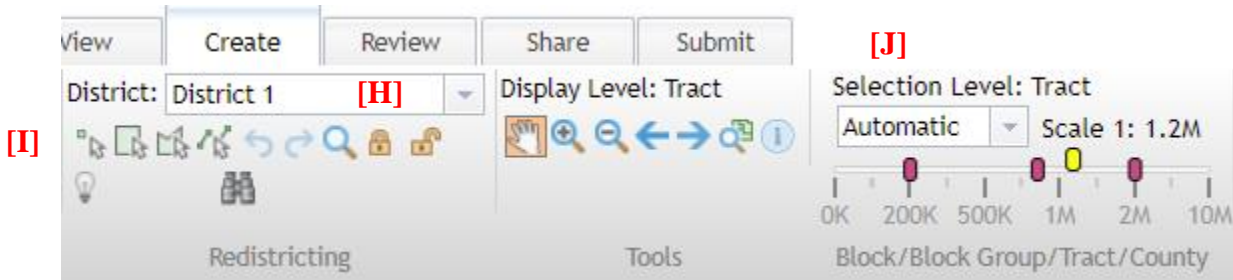 View Create Review Share Submit [J]
District: District 1 [H] Display Level: Tract Selection Level: Tract
[I] Automatic Scale 1: 1.2M
0K 200K 500K 1M 2M 10M
Redistricting Tools Block/Block Group/Tract/County